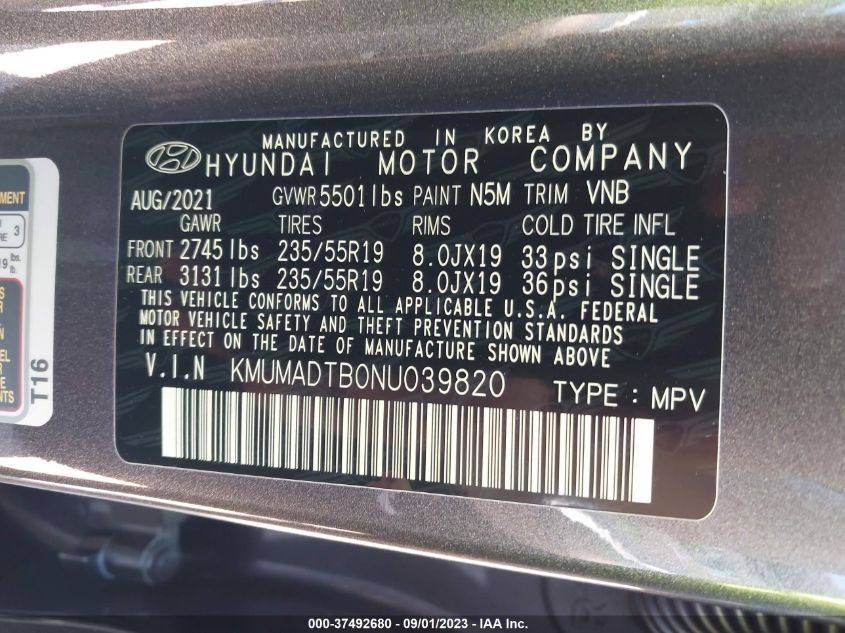 MANUFACTURED IN KOREA BY
HYUNDAI MOTOR COMPANY
AUG/2021 GVWR 5501 lbs PAINT N5M TRIM VNB
GAWR TIRES RIMS COLD TIRE INFL
FRONT 2745 lbs 235/55R19 8.0JX19 33psi SINGLE
REAR 3131 lbs 235/55R19 8.0JX19 36psi SINGLE
THIS VEHICLE CONFORMS TO ALL APPLICABLE U.S.A. FEDERAL
MOTOR VEHICLE SAFETY AND THEFT PREVENTION STANDARDS
IN EFFECT ON THE DATE OF MANUFACTURE SHOWN ABOVE
V.I.N KMUMADTB0NU039820 TYPE : MPV
3
lbs.
lb.
T16
000-37492680 - 09/01/2023 - IAA Inc.